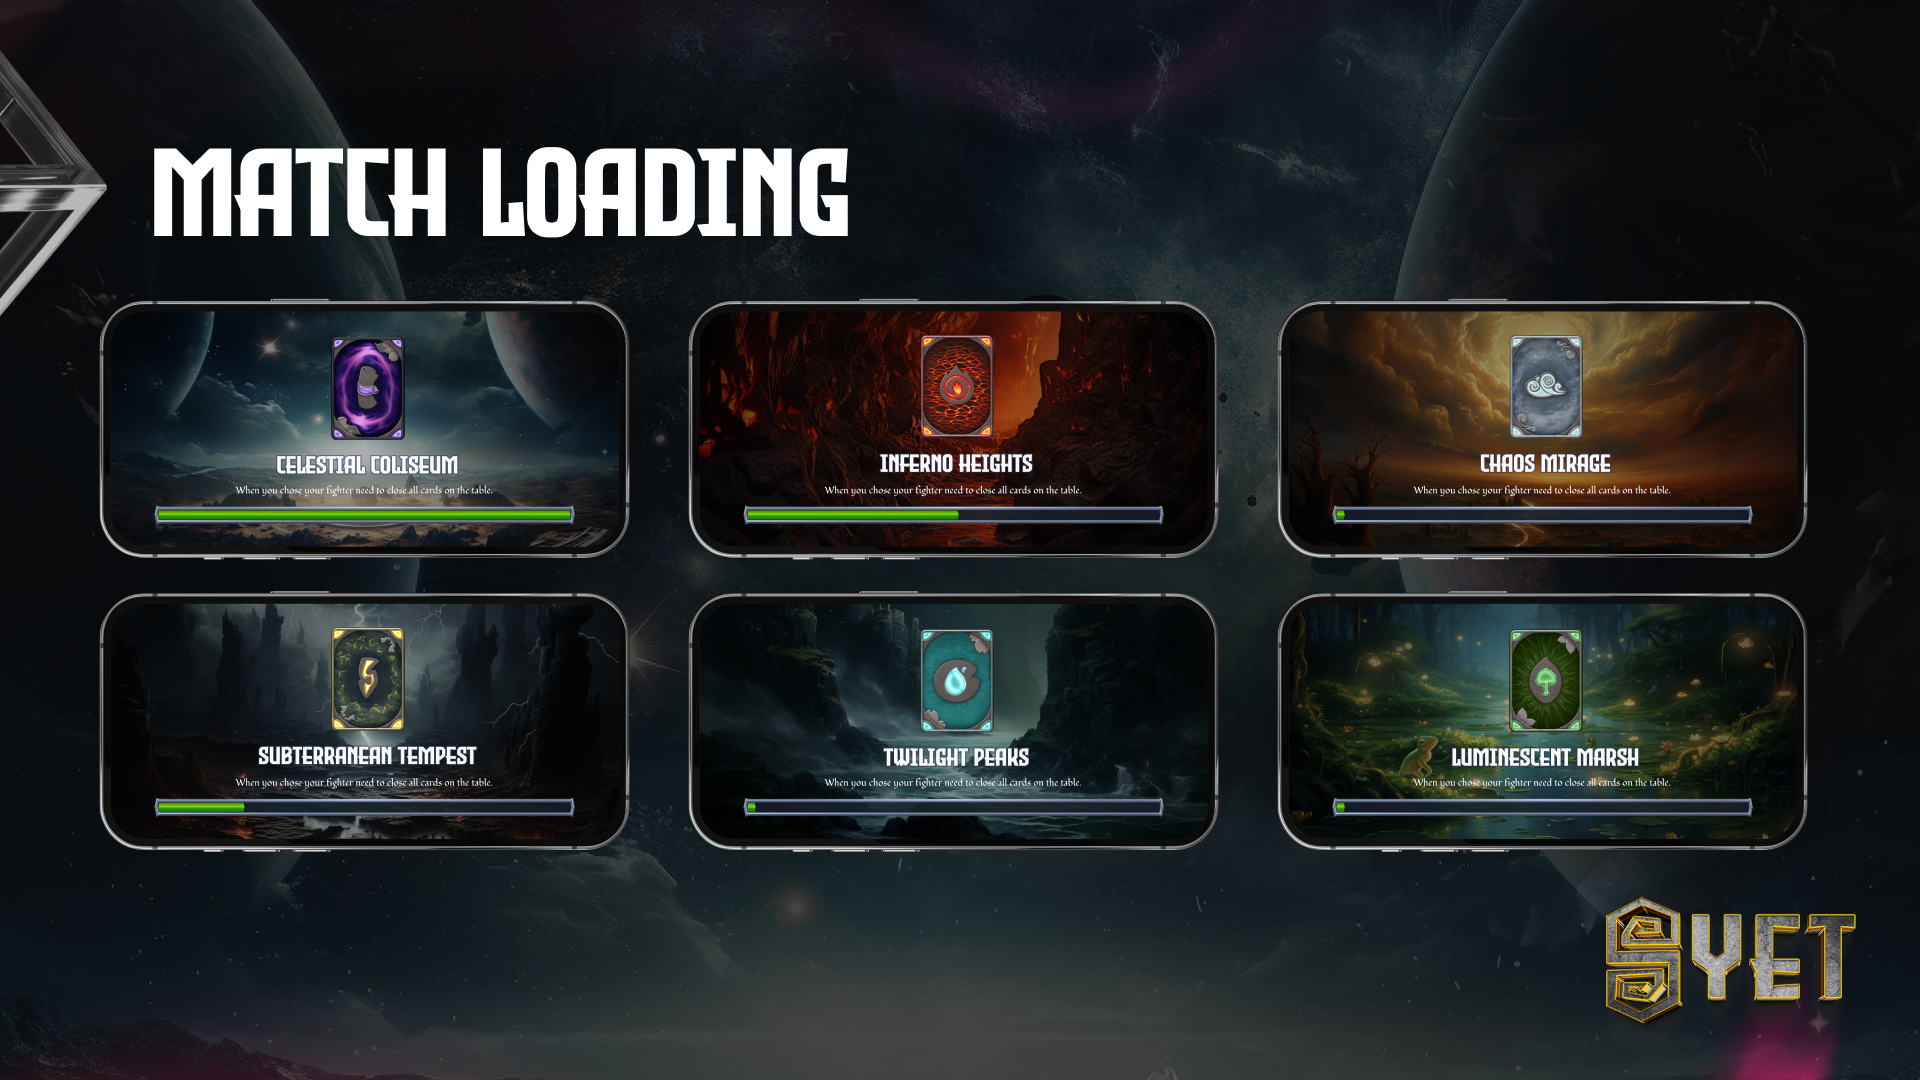 MATCH LOADING
CELESTIAL COLISEUM
When you chose your fighter need to close all cards on the table.
INFERNO HEIGHTS
When you chose your fighter need to close all cards on the table.
CHAOS MIRAGE
When you chose your fighter need to close all cards on the table.
SUBTERRANEAN TEMPEST
When you chose your fighter need to close all cards on the table.
TWILIGHT PEAKS
When you chose your fighter need to close all cards on the table.
LUMINESCENT MARSH
When you chose your fighter need to close all cards on the table.
SYET